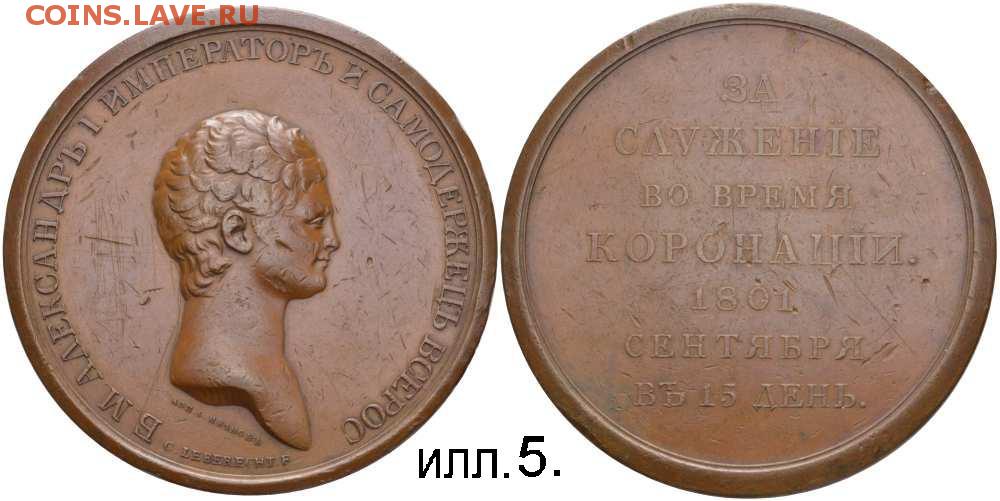 COINS.LAVE.RU
Б М АЛЕКСАНДРЪ I. ИМПЕРАТОРЪ И САМОДЕРЖЕЦЪ ВСЕРОС
C. LEBERECHT F
ЗА
СЛУЖЕНІЕ
ВО ВРЕМЯ
КОРОНАЦІИ.
1801
СЕНТЯБРЯ
ВЪ 15 ДЕНЬ.
илл.5.